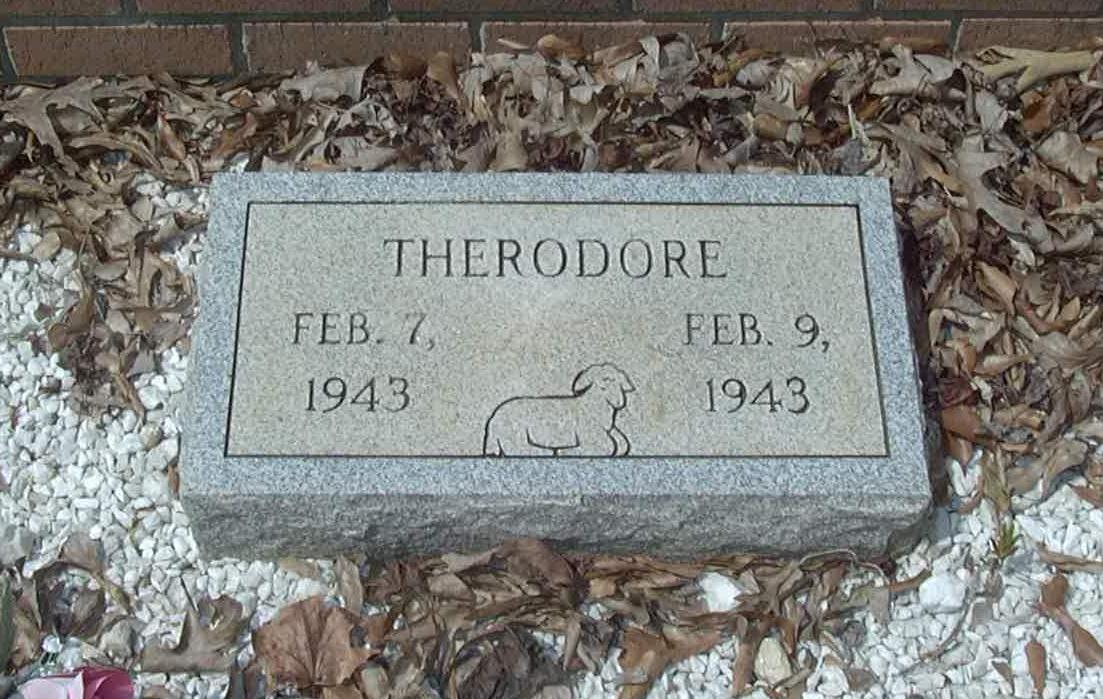 THERODORE
FEB. 7, FEB. 9,
1943 1943